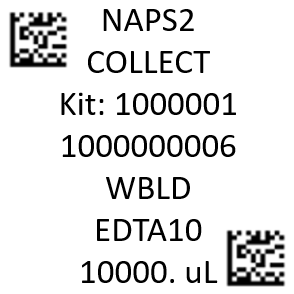 NAPS2
COLLECT
Kit: 1000001
1000000006
WBLD
EDTA10
10000. uL